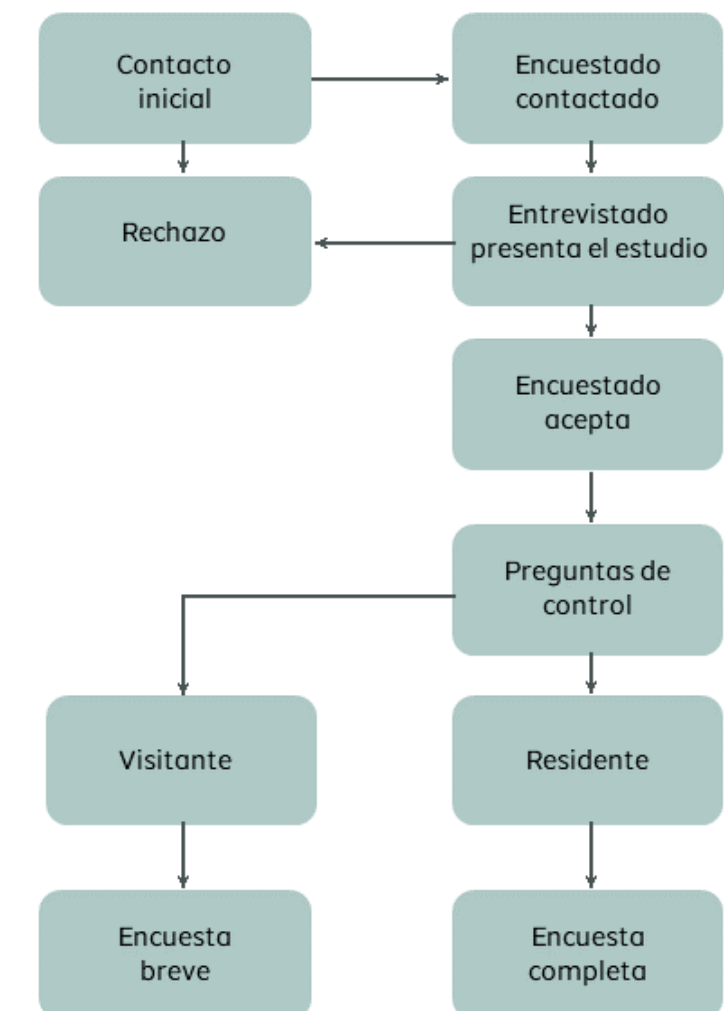 Contacto
inicial
Encuestado
contactado
Rechazo
Entrevistado
presenta el estudio
Encuestado
acepta
Preguntas de
control
Visitante
Residente
Encuesta
breve
Encuesta
completa